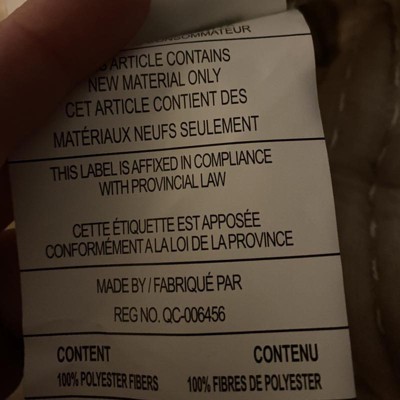 CONSOMMATEUR
ARTICLE CONTAINS
NEW MATERIAL ONLY
CET ARTICLE CONTIENT DES
MATÉRIAUX NEUFS SEULEMENT
THIS LABEL IS AFFIXED IN COMPLIANCE
WITH PROVINCIAL LAW
CETTE ÉTIQUETTE EST APPOSÉE
CONFORMÉMENT A LA LOI DE LA PROVINCE
MADE BY / FABRIQUÉ PAR
REG NO. QC-006456
CONTENT CONTENU
100% POLYESTER FIBERS 100% FIBRES DE POLYESTER